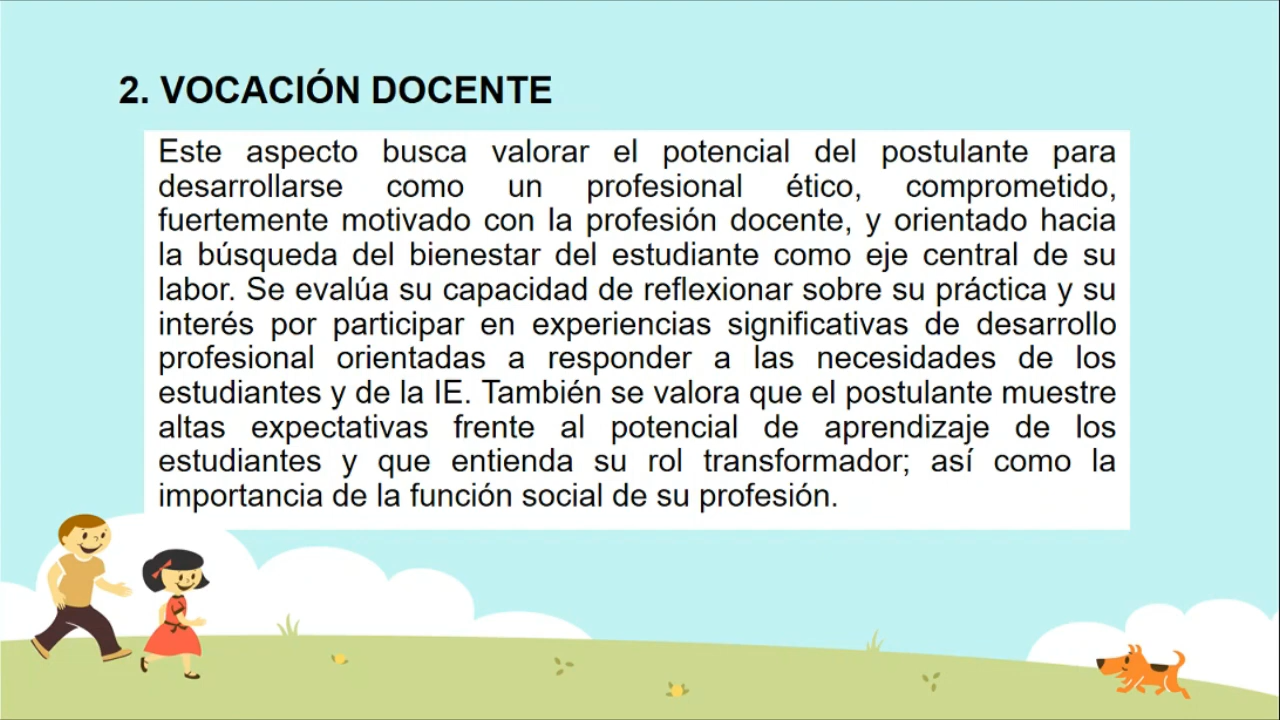 2. VOCACIÓN DOCENTE
Este aspecto busca valorar el potencial del postulante para
desarrollarse como un profesional ético, comprometido,
fuertemente motivado con la profesión docente, y orientado hacia
la búsqueda del bienestar del estudiante como eje central de su
labor. Se evalúa su capacidad de reflexionar sobre su práctica y su
interés por participar en experiencias significativas de desarrollo
profesional orientadas a responder a las necesidades de los
estudiantes y de la IE. También se valora que el postulante muestre
altas expectativas frente al potencial de aprendizaje de los
estudiantes y que entienda su rol transformador; así como la
importancia de la función social de su profesión.